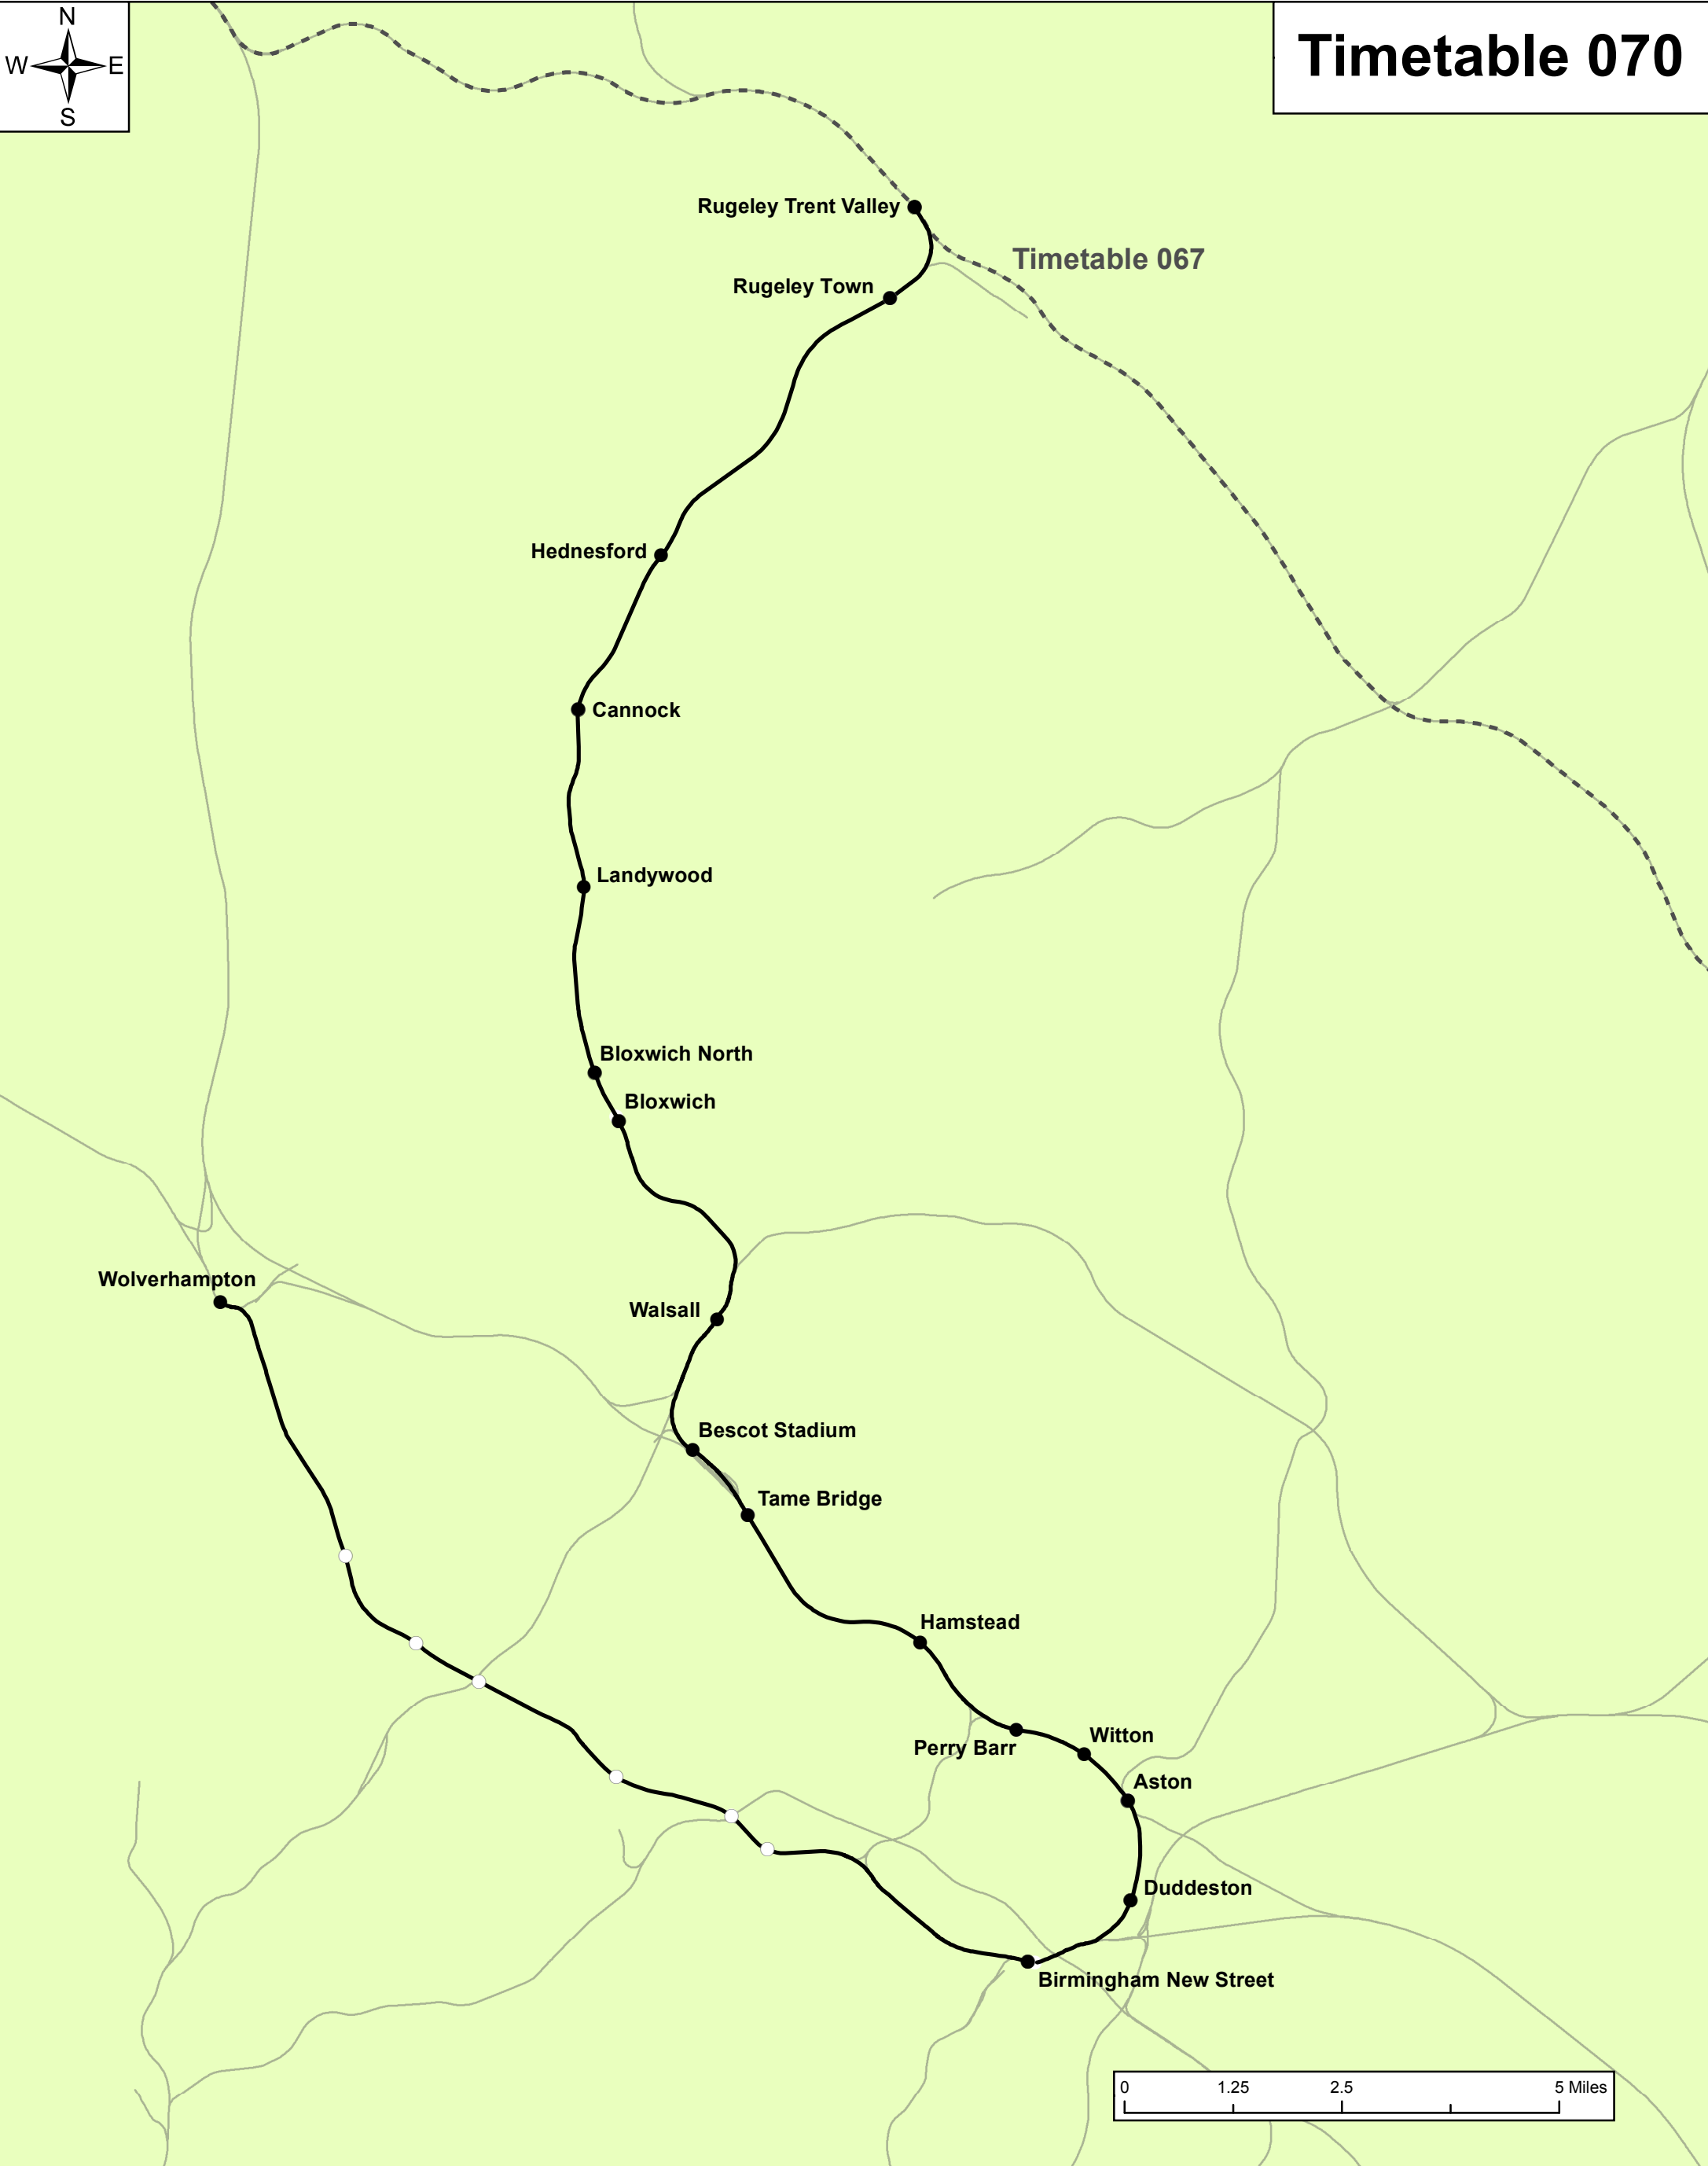 N
W E
S
Timetable 070
Rugeley Trent Valley
Timetable 067
Rugeley Town
Hednesford
Cannock
Landywood
Bloxwich North
Bloxwich
Wolverhampton
Walsall
Bescot Stadium
Tame Bridge
Hamstead
Perry Barr
Witton
Aston
Duddeston
Birmingham New Street
0 1.25 2.5 5 Miles